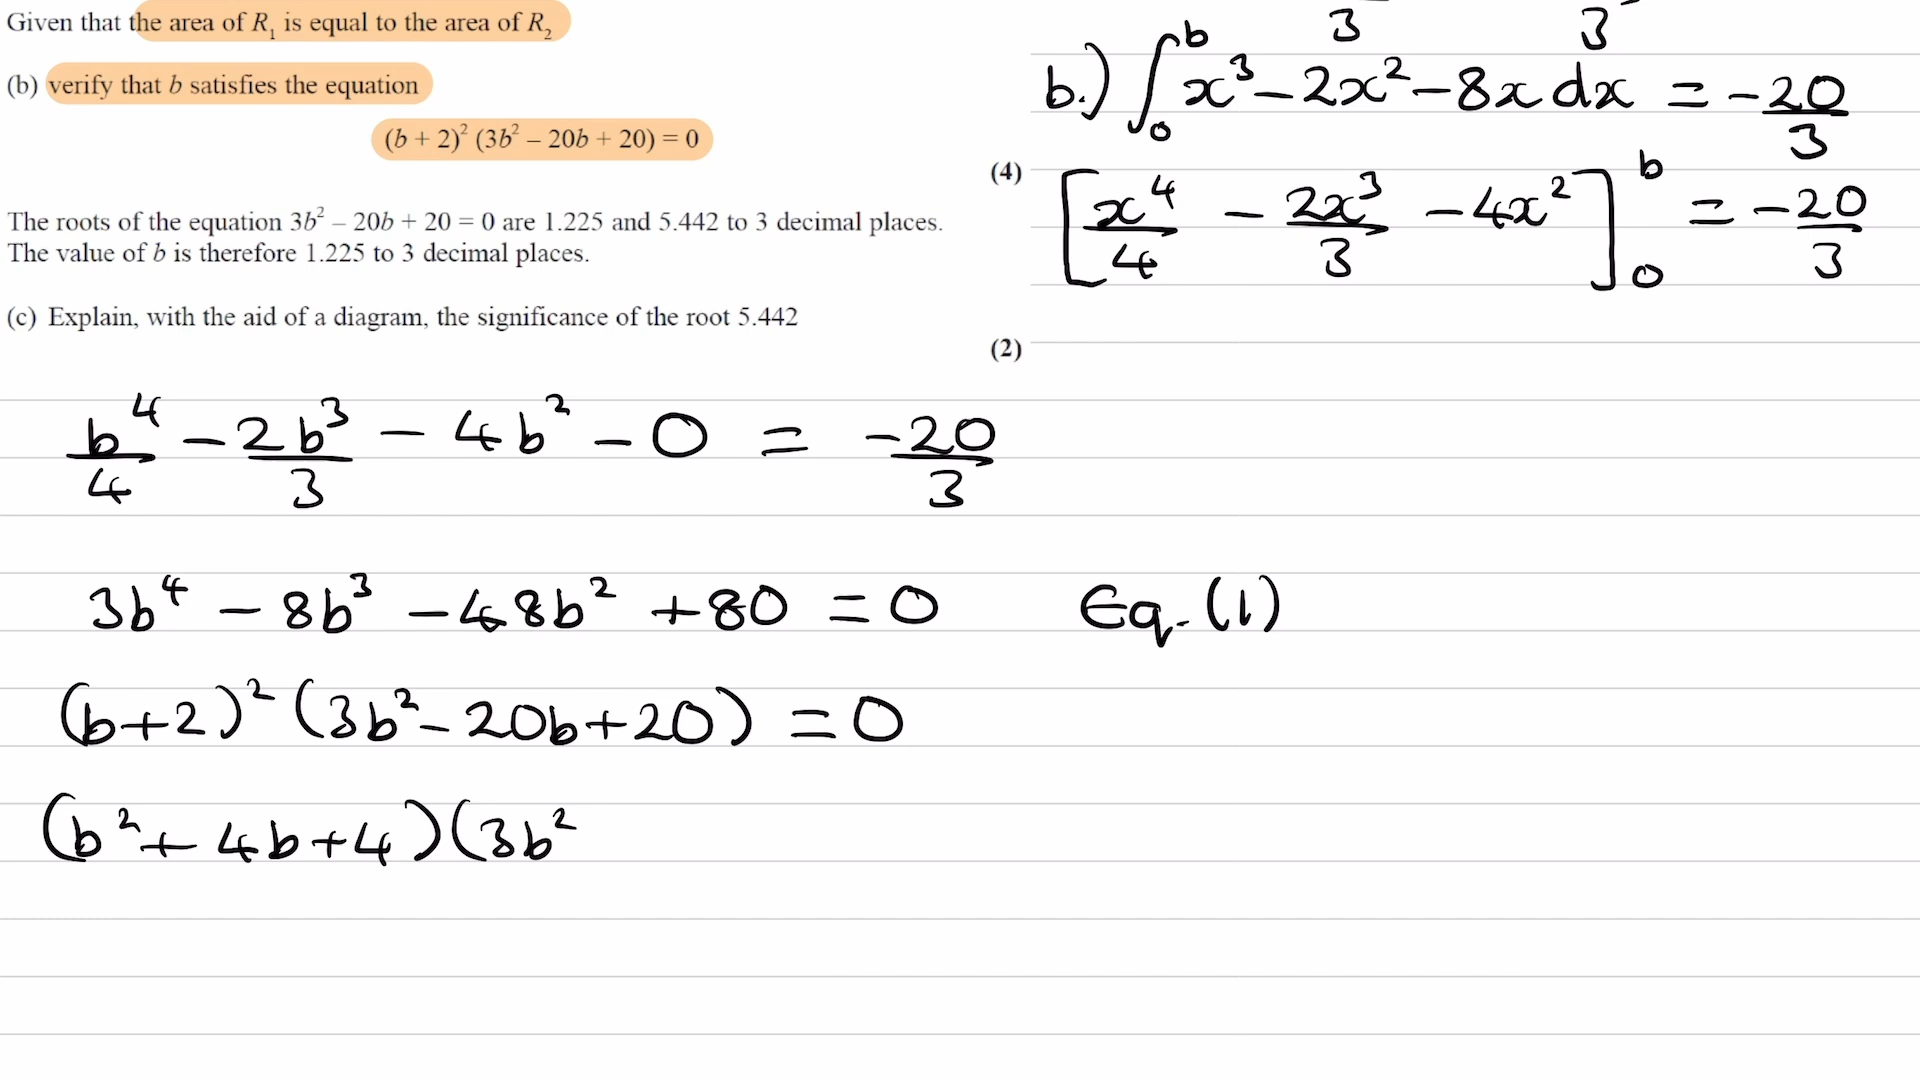 Given that the area of R₁ is equal to the area of R₂
(b) verify that b satisfies the equation
(b + 2)² (3b² – 20b + 20) = 0
(4)
The roots of the equation 3b² – 20b + 20 = 0 are 1.225 and 5.442 to 3 decimal places.
The value of b is therefore 1.225 to 3 decimal places.
(c) Explain, with the aid of a diagram, the significance of the root 5.442
(2)
3 3
b.) ∫₀ᵇ x³ – 2x² – 8x dx = –20/3
[x⁴/4 – 2x³/3 – 4x²]₀ᵇ = –20/3
b⁴/4 – 2b³/3 – 4b² – 0 = –20/3
3b⁴ – 8b³ – 48b² + 80 = 0 Eq. (1)
(b+2)² (3b² – 20b + 20) = 0
(b² + 4b + 4)(3b²